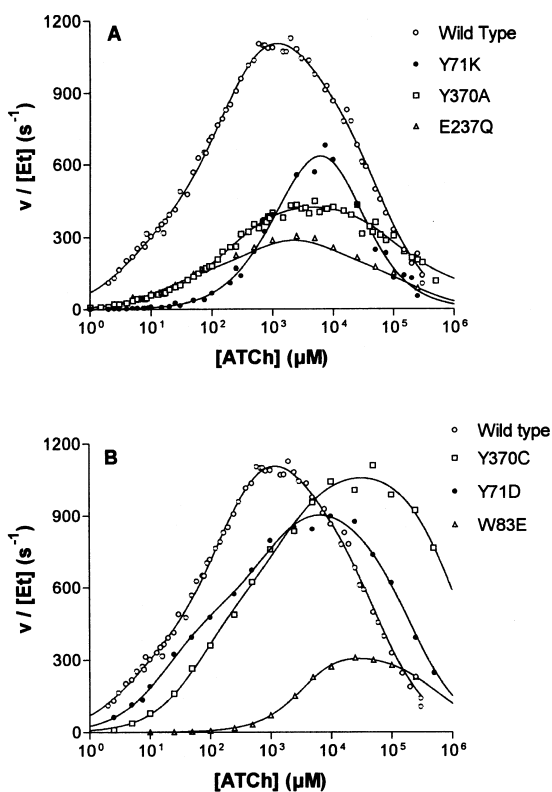 A
Wild Type
Y71K
Y370A
E237Q
v / [Et] (s⁻¹)
1200
900
600
300
0
10⁰ 10¹ 10² 10³ 10⁴ 10⁵ 10⁶
[ATCh] (µM)
B
Wild type
Y370C
Y71D
W83E
v / [Et] (s⁻¹)
1200
900
600
300
0
10⁰ 10¹ 10² 10³ 10⁴ 10⁵ 10⁶
[ATCh] (µM)